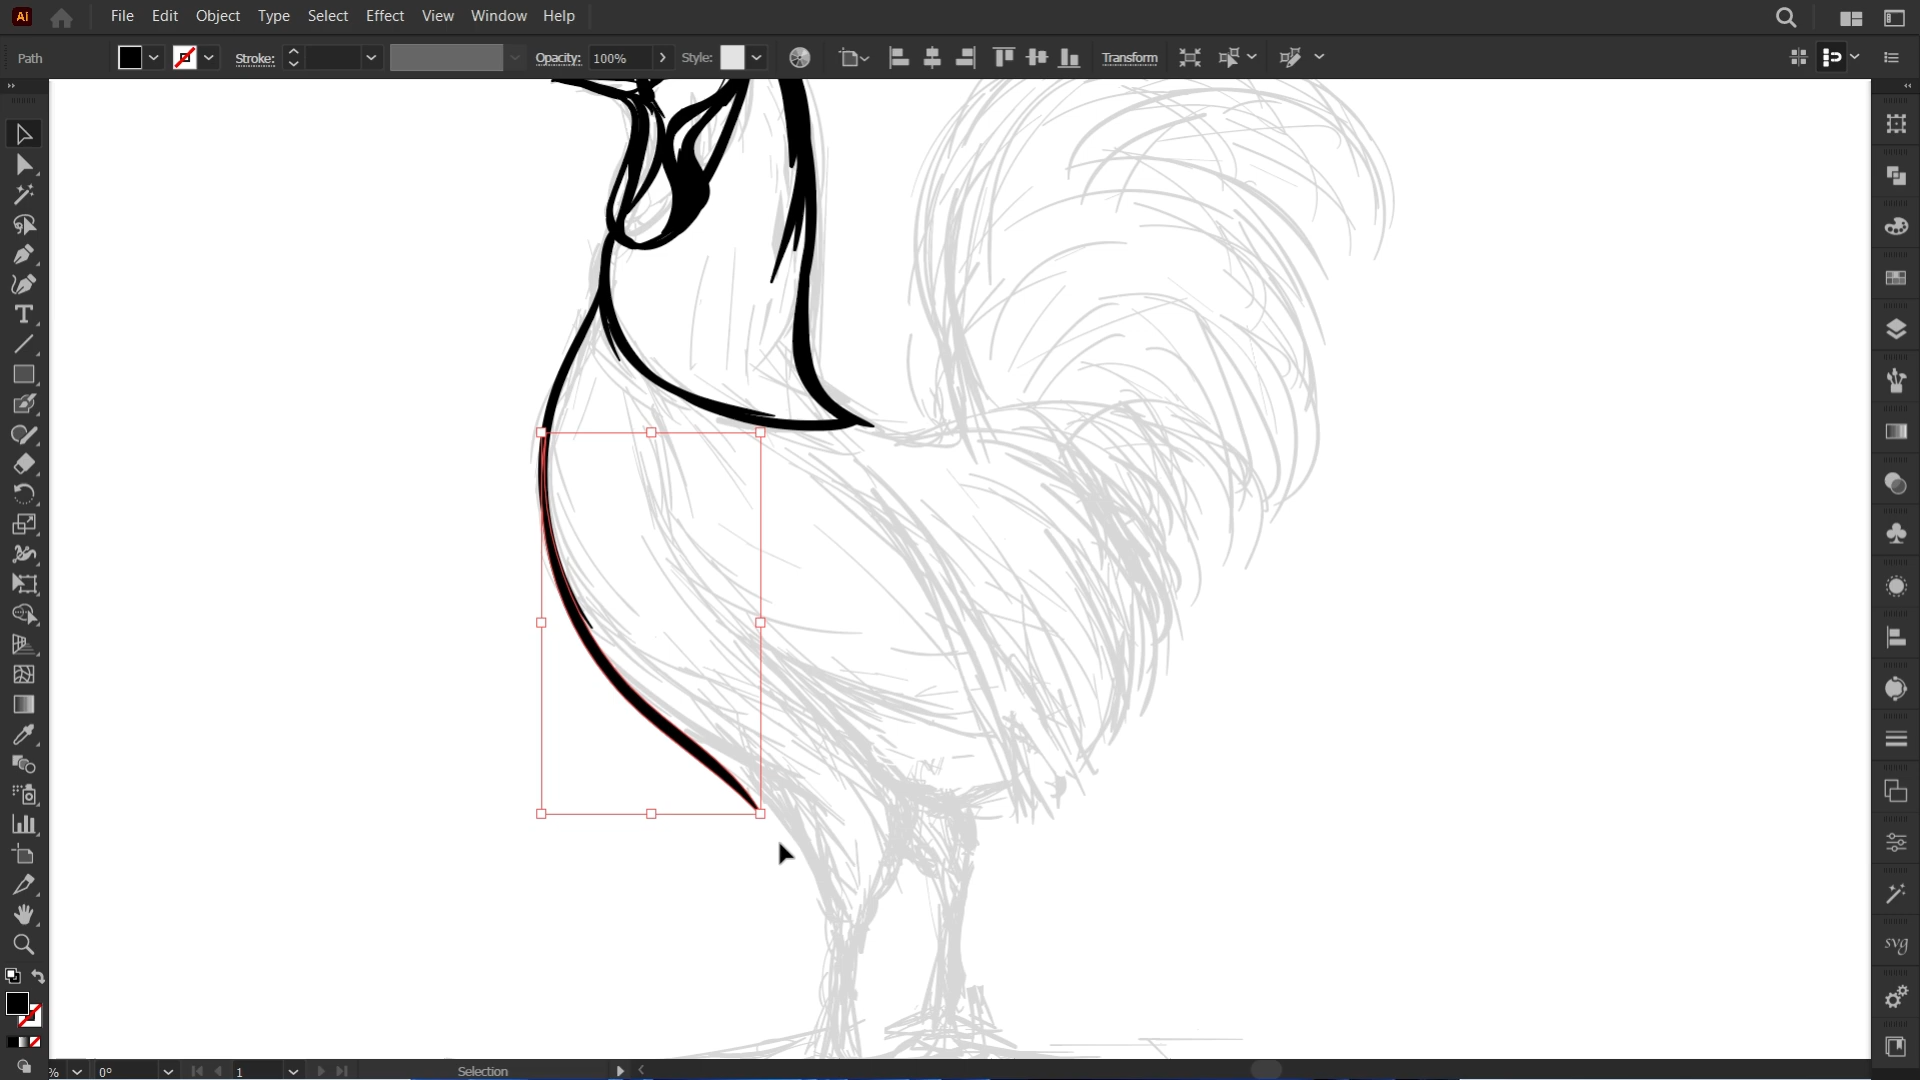 Ai File Edit Object Type Select Effect View Window Help
Path Stroke: Opacity: 100% Style: Transform
T
svg
% 0° 1 Selection